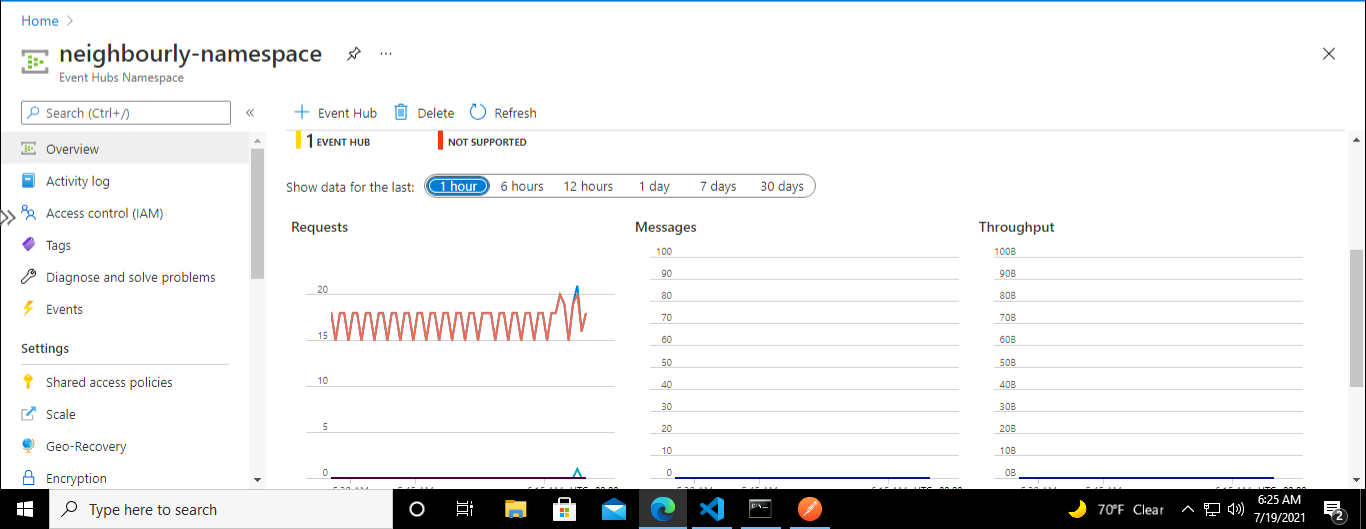 Home
neighbourly-namespace
Event Hubs Namespace
Search (Ctrl+/)
Overview
Activity log
Access control (IAM)
Tags
Diagnose and solve problems
Events
Settings
Shared access policies
Scale
Geo-Recovery
Encryption
Event Hub Delete Refresh
1 EVENT HUB NOT SUPPORTED
Show data for the last: 1 hour 6 hours 12 hours 1 day 7 days 30 days
Requests
20
15
10
5
0
Messages
100
90
80
70
60
50
40
30
20
10
0
Throughput
100B
90B
80B
70B
60B
50B
40B
30B
20B
10B
0B
Type here to search
70°F Clear
6:25 AM
7/19/2021
2